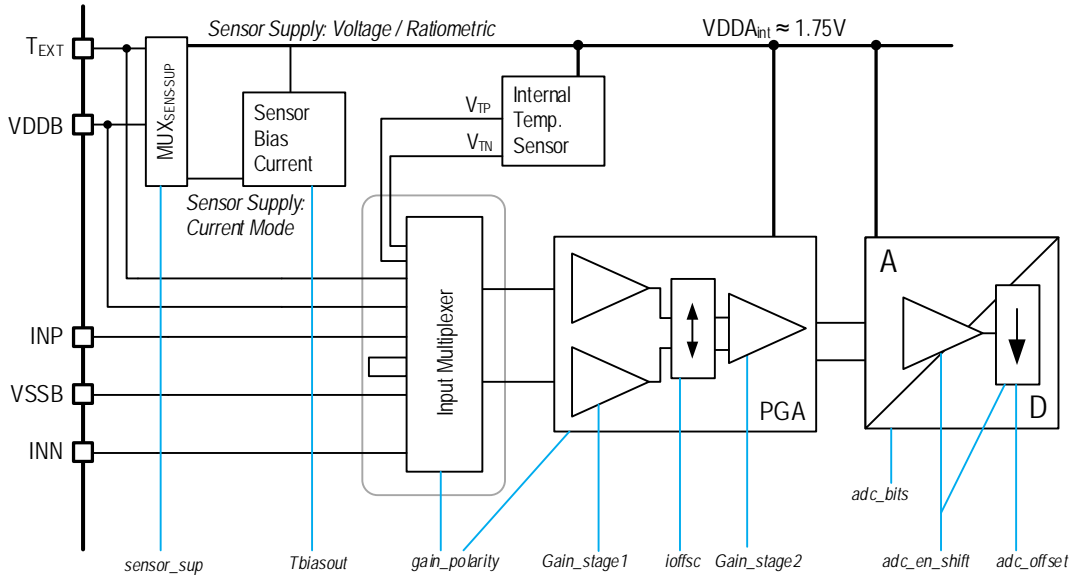 Sensor Supply: Voltage / Ratiometric
VDDAint ≈ 1.75V
TEXT
VDDB
MUXSENS-SUP
Sensor
Bias
Current
VTP
VTN
Internal
Temp.
Sensor
Sensor Supply:
Current Mode
INP
VSSB
INN
Input Multiplexer
PGA
A
D
adc_bits
sensor_sup
Tbiasout
gain_polarity
Gain_stage1
ioffsc
Gain_stage2
adc_en_shift
adc_offset